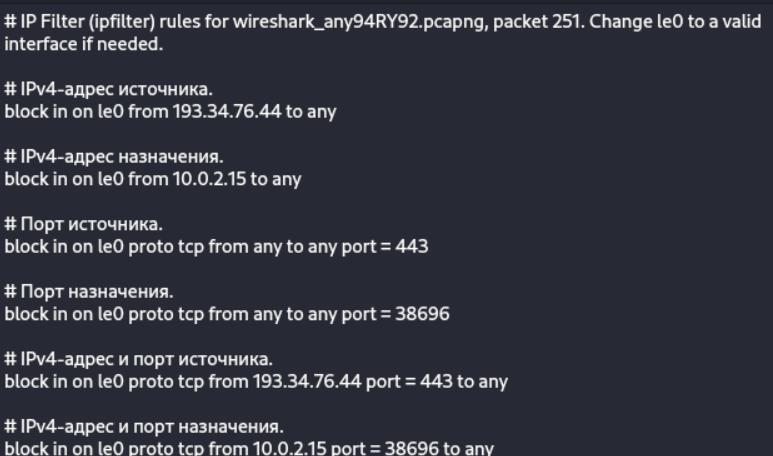 # IP Filter (ipfilter) rules for wireshark_any94RY92.pcapng, packet 251. Change le0 to a valid
interface if needed.
# IPv4-адрес источника.
block in on le0 from 193.34.76.44 to any
# IPv4-адрес назначения.
block in on le0 from 10.0.2.15 to any
# Порт источника.
block in on le0 proto tcp from any to any port = 443
# Порт назначения.
block in on le0 proto tcp from any to any port = 38696
# IPv4-адрес и порт источника.
block in on le0 proto tcp from 193.34.76.44 port = 443 to any
# IPv4-адрес и порт назначения.
block in on le0 proto tcp from 10.0.2.15 port = 38696 to any